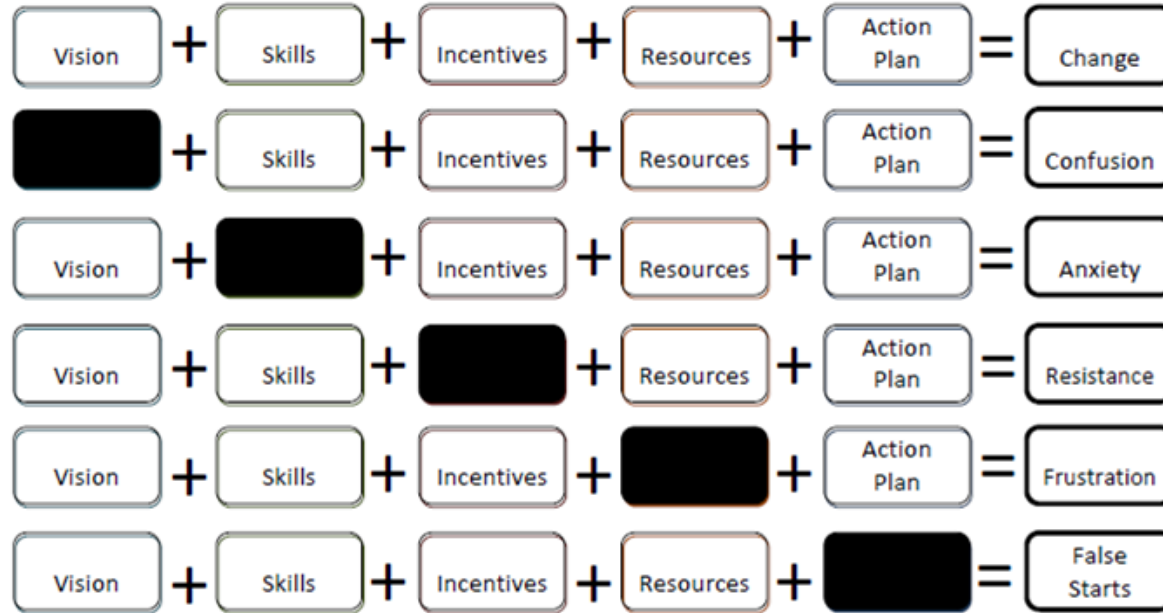 Vision + Skills + Incentives + Resources + Action Plan = Change
+ Skills + Incentives + Resources + Action Plan = Confusion
Vision + + Incentives + Resources + Action Plan = Anxiety
Vision + Skills + + Resources + Action Plan = Resistance
Vision + Skills + Incentives + + Action Plan = Frustration
Vision + Skills + Incentives + Resources + = False Starts